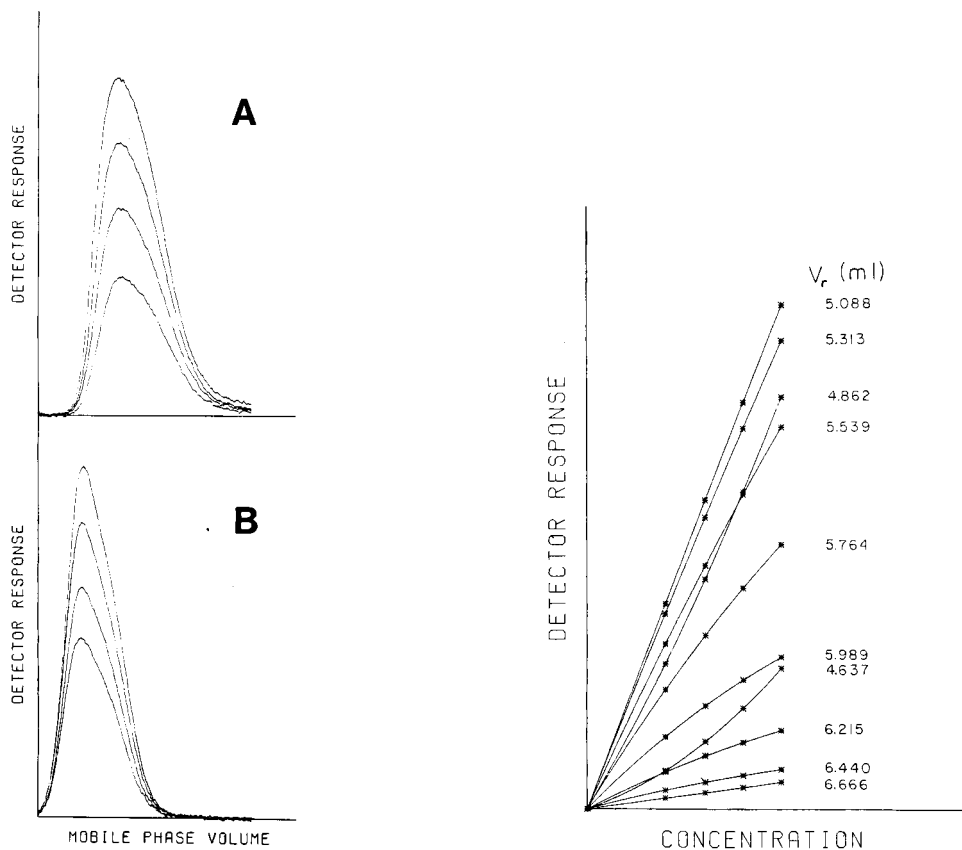 DETECTOR RESPONSE
A
DETECTOR RESPONSE
B
MOBILE PHASE VOLUME
DETECTOR RESPONSE
Vr (ml)
5.088
5.313
4.862
5.539
5.764
5.989
4.637
6.215
6.440
6.666
CONCENTRATION